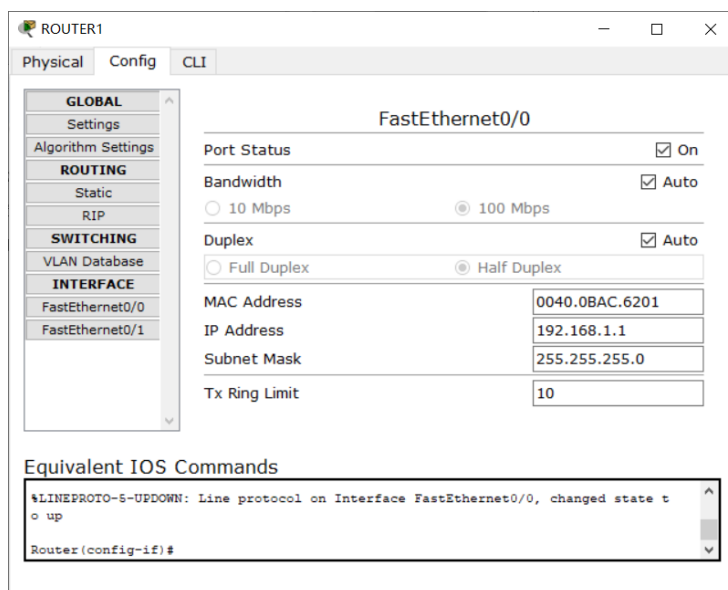 ROUTER1
Physical Config CLI
GLOBAL
Settings
Algorithm Settings
ROUTING
Static
RIP
SWITCHING
VLAN Database
INTERFACE
FastEthernet0/0
FastEthernet0/1
FastEthernet0/0
Port Status On
Bandwidth Auto
10 Mbps 100 Mbps
Duplex Auto
Full Duplex Half Duplex
MAC Address 0040.0BAC.6201
IP Address 192.168.1.1
Subnet Mask 255.255.255.0
Tx Ring Limit 10
Equivalent IOS Commands
%LINEPROTO-5-UPDOWN: Line protocol on Interface FastEthernet0/0, changed state t
o up
Router(config-if)#